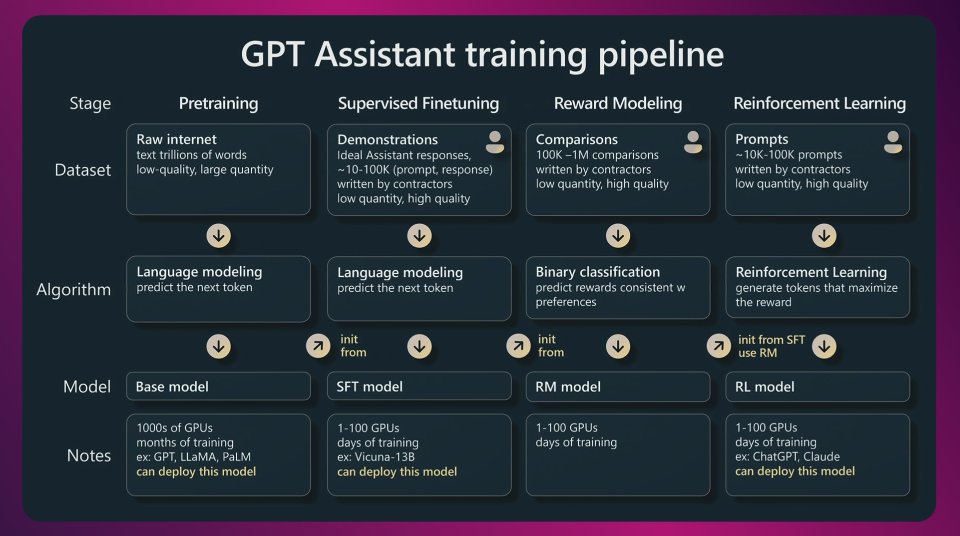 GPT Assistant training pipeline
Stage
Pretraining
Supervised Finetuning
Reward Modeling
Reinforcement Learning
Dataset
Raw internet
text trillions of words
low-quality, large quantity
Demonstrations
Ideal Assistant responses,
~10-100K (prompt, response)
written by contractors
low quantity, high quality
Comparisons
100K –1M comparisons
written by contractors
low quantity, high quality
Prompts
~10K-100K prompts
written by contractors
low quantity, high quality
Algorithm
Language modeling
predict the next token
Language modeling
predict the next token
Binary classification
predict rewards consistent w
preferences
Reinforcement Learning
generate tokens that maximize
the reward
init
from
init
from
init from SFT
use RM
Model
Base model
SFT model
RM model
RL model
Notes
1000s of GPUs
months of training
ex: GPT, LLaMA, PaLM
can deploy this model
1-100 GPUs
days of training
ex: Vicuna-13B
can deploy this model
1-100 GPUs
days of training
1-100 GPUs
days of training
ex: ChatGPT, Claude
can deploy this model